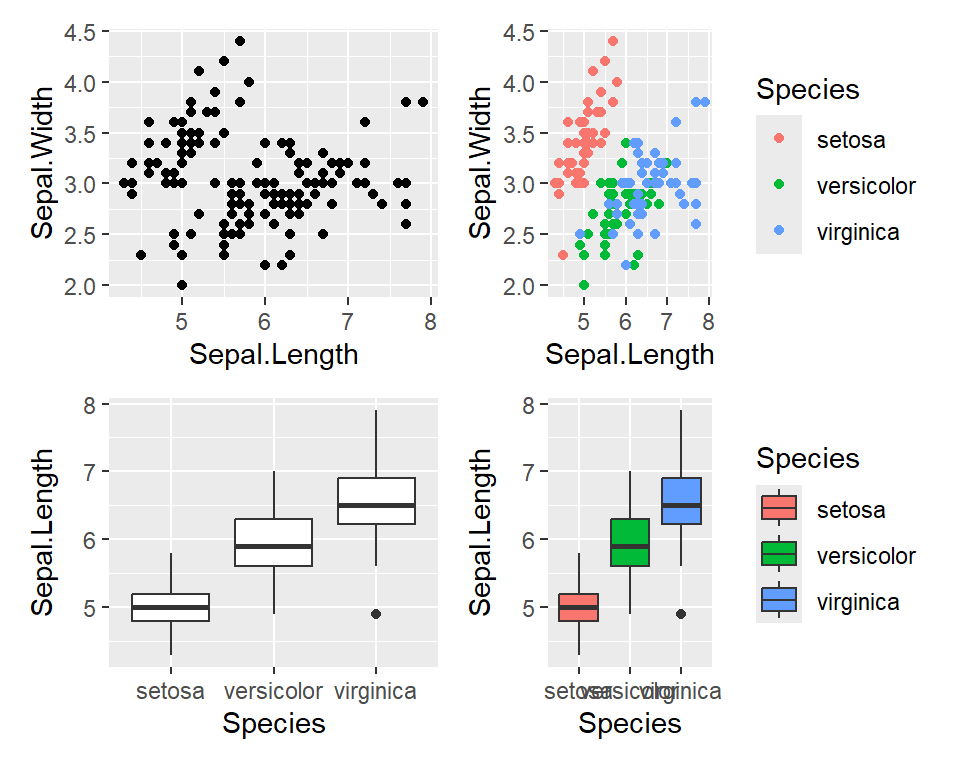 Sepal.Width
4.5
4.0
3.5
3.0
2.5
2.0
5 6 7 8
Sepal.Length
Sepal.Width
4.5
4.0
3.5
3.0
2.5
2.0
5 6 7 8
Sepal.Length
Species
setosa
versicolor
virginica
Sepal.Length
8
7
6
5
setosa versicolor virginica
Species
Sepal.Length
8
7
6
5
setosa versicolor virginica
Species
Species
setosa
versicolor
virginica